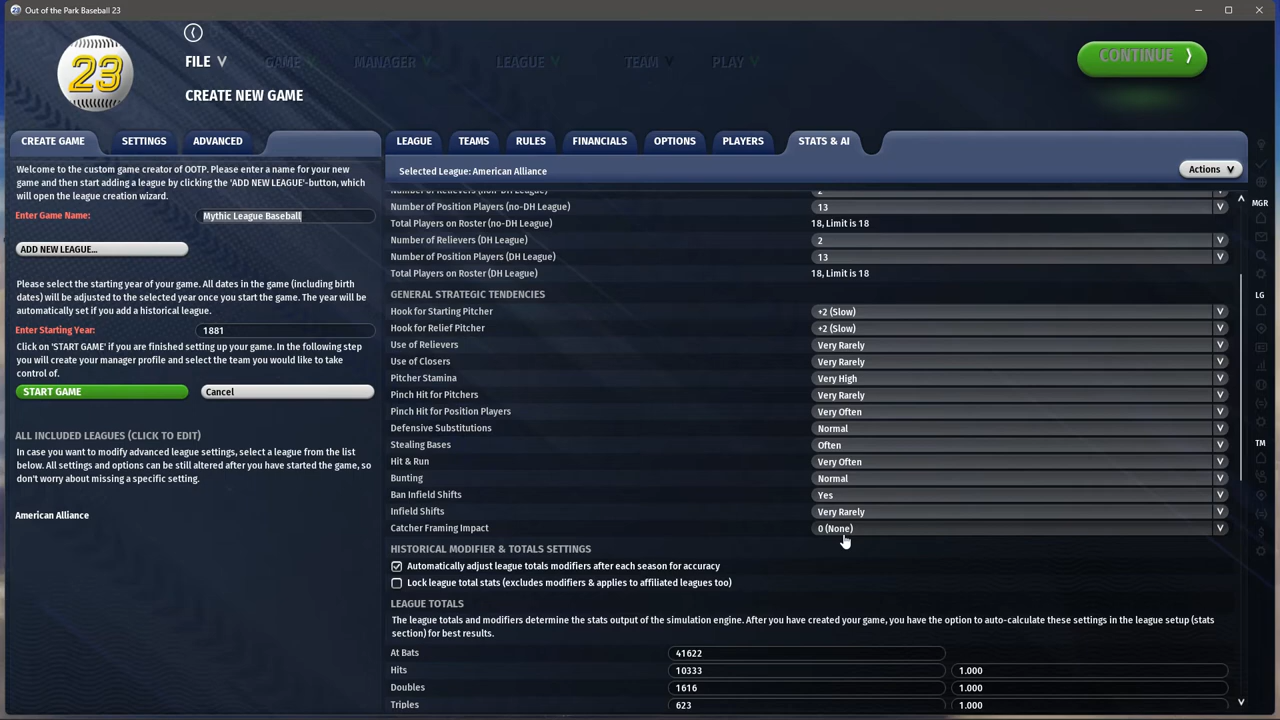 Out of the Park Baseball 23
23
FILE
GAME
MANAGER
LEAGUE
TEAM
PLAY
CONTINUE
CREATE NEW GAME
CREATE GAME
SETTINGS
ADVANCED
LEAGUE
TEAMS
RULES
FINANCIALS
OPTIONS
PLAYERS
STATS & AI
Welcome to the custom game creator of OOTP. Please enter a name for your new
game and then start adding a league by clicking the 'ADD NEW LEAGUE'-button, which
will open the league creation wizard.
Enter Game Name: Mythic League Baseball
ADD NEW LEAGUE...
Please select the starting year of your game. All dates in the game (including birth
dates) will be adjusted to the selected year once you start the game. The year will be
automatically set if you add a historical league.
Enter Starting Year: 1881
Click on 'START GAME' if you are finished setting up your game. In the following step
you will create your manager profile and select the team you would like to take
control of.
START GAME
Cancel
ALL INCLUDED LEAGUES (CLICK TO EDIT)
In case you want to modify advanced league settings, select a league from the list
below. All settings and options can be still altered after you have started the game, so
don't worry about missing a specific setting.
American Alliance
Selected League: American Alliance
Actions
Number of Relievers (non-DH League) 2
Number of Position Players (no-DH League) 13
Total Players on Roster (no-DH League) 18, Limit is 18
Number of Relievers (DH League) 2
Number of Position Players (DH League) 13
Total Players on Roster (DH League) 18, Limit is 18
GENERAL STRATEGIC TENDENCIES
Hook for Starting Pitcher +2 (Slow)
Hook for Relief Pitcher +2 (Slow)
Use of Relievers Very Rarely
Use of Closers Very Rarely
Pitcher Stamina Very High
Pinch Hit for Pitchers Very Rarely
Pinch Hit for Position Players Very Often
Defensive Substitutions Normal
Stealing Bases Often
Hit & Run Very Often
Bunting Normal
Ban Infield Shifts Yes
Infield Shifts Very Rarely
Catcher Framing Impact 0 (None)
HISTORICAL MODIFIER & TOTALS SETTINGS
Automatically adjust league totals modifiers after each season for accuracy
Lock league total stats (excludes modifiers & applies to affiliated leagues too)
LEAGUE TOTALS
The league totals and modifiers determine the stats output of the simulation engine. After you have created your game, you have the option to auto-calculate these settings in the league setup (stats
section) for best results.
At Bats 41622
Hits 10333 1.000
Doubles 1616 1.000
Triples 623 1.000
MGR
LG
TM